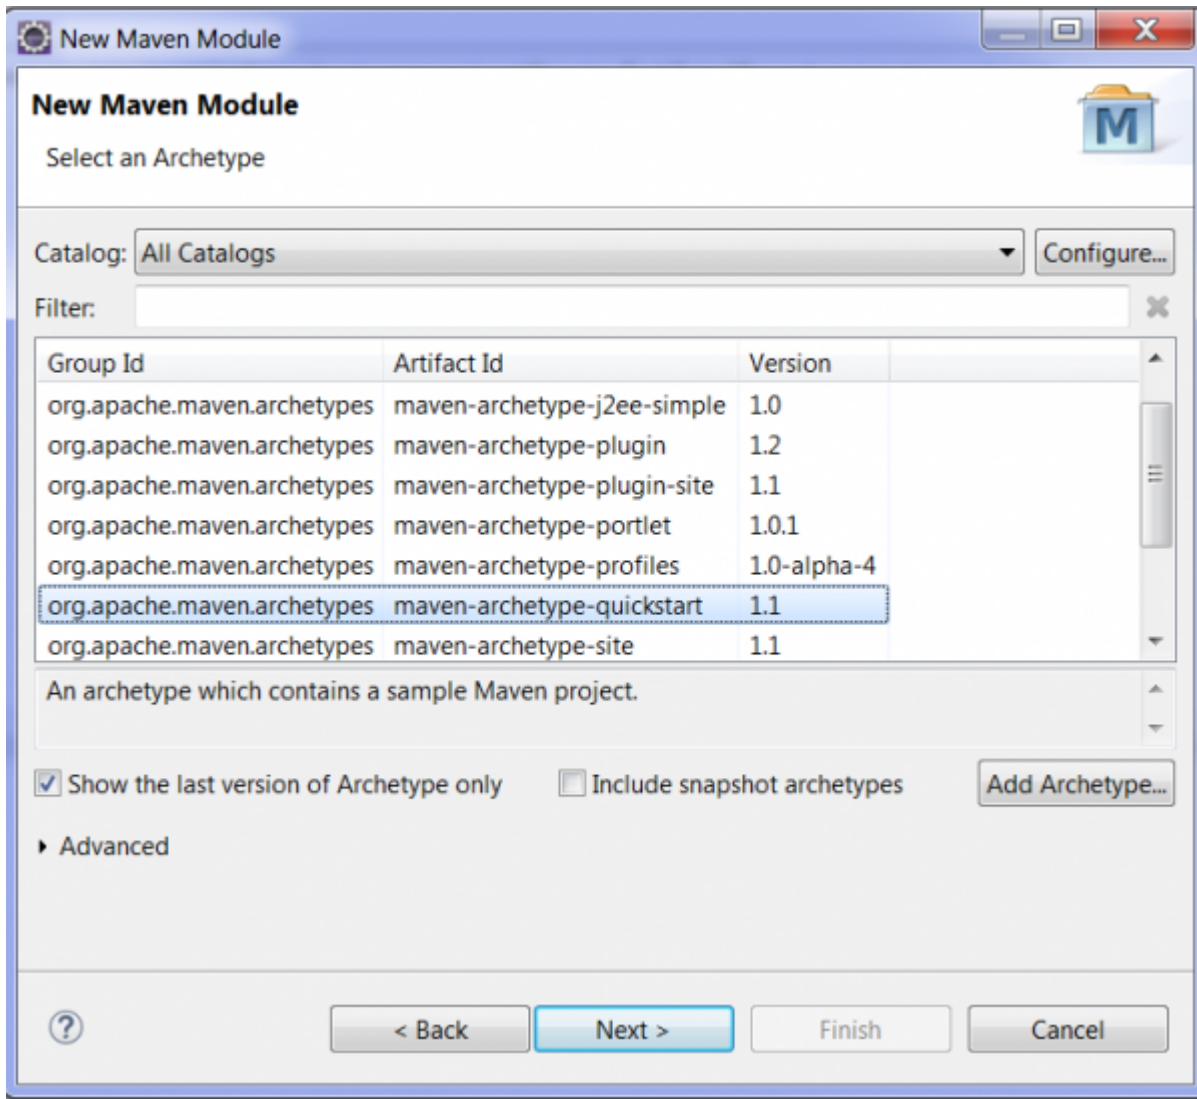 New Maven Module
New Maven Module
M
Select an Archetype
Catalog: All Catalogs Configure...
Filter:
Group Id Artifact Id Version
org.apache.maven.archetypes maven-archetype-j2ee-simple 1.0
org.apache.maven.archetypes maven-archetype-plugin 1.2
org.apache.maven.archetypes maven-archetype-plugin-site 1.1
org.apache.maven.archetypes maven-archetype-portlet 1.0.1
org.apache.maven.archetypes maven-archetype-profiles 1.0-alpha-4
org.apache.maven.archetypes maven-archetype-quickstart 1.1
org.apache.maven.archetypes maven-archetype-site 1.1
An archetype which contains a sample Maven project.
Show the last version of Archetype only Include snapshot archetypes Add Archetype...
Advanced
? < Back Next > Finish Cancel